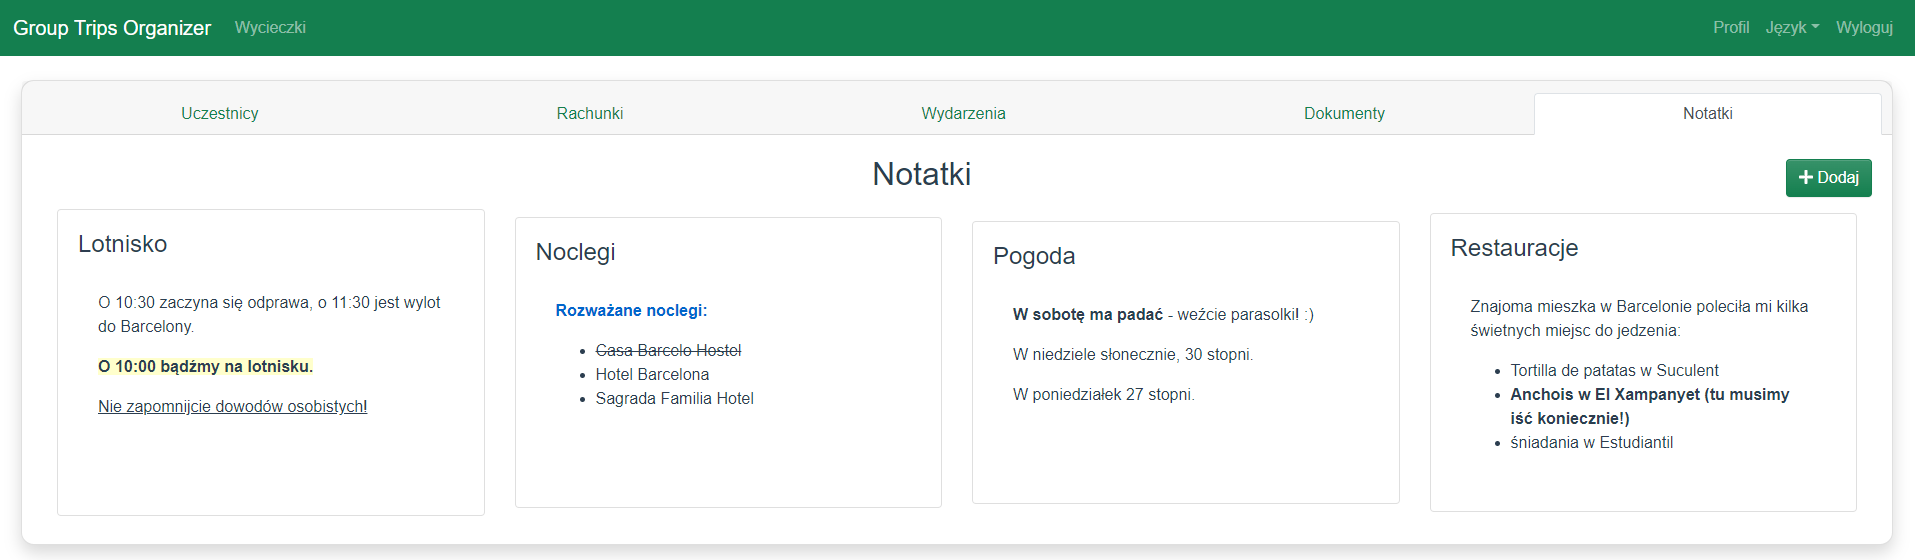 Group Trips Organizer Wycieczki Profil Język Wyloguj
Uczestnicy Rachunki Wydarzenia Dokumenty Notatki
Notatki
Dodaj
Lotnisko
O 10:30 zaczyna się odprawa, o 11:30 jest wylot
do Barcelony.
O 10:00 bądźmy na lotnisku.
Nie zapomnijcie dowodów osobistych!
Noclegi
Rozważane noclegi:
Casa Barcelo Hostel
Hotel Barcelona
Sagrada Familia Hotel
Pogoda
W sobotę ma padać - weźcie parasolki! :)
W niedziele słonecznie, 30 stopni.
W poniedziałek 27 stopni.
Restauracje
Znajoma mieszka w Barcelonie poleciła mi kilka
świetnych miejsc do jedzenia:
Tortilla de patatas w Suculent
Anchois w El Xampanyet (tu musimy
iść koniecznie!)
śniadania w Estudiantil